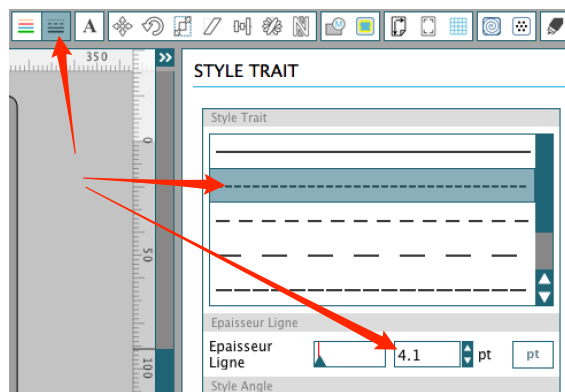 A
M
350
STYLE TRAIT
0
50
100
Style Trait
Epaisseur Ligne
Epaisseur
Ligne
4.1
pt
pt
Style Angle